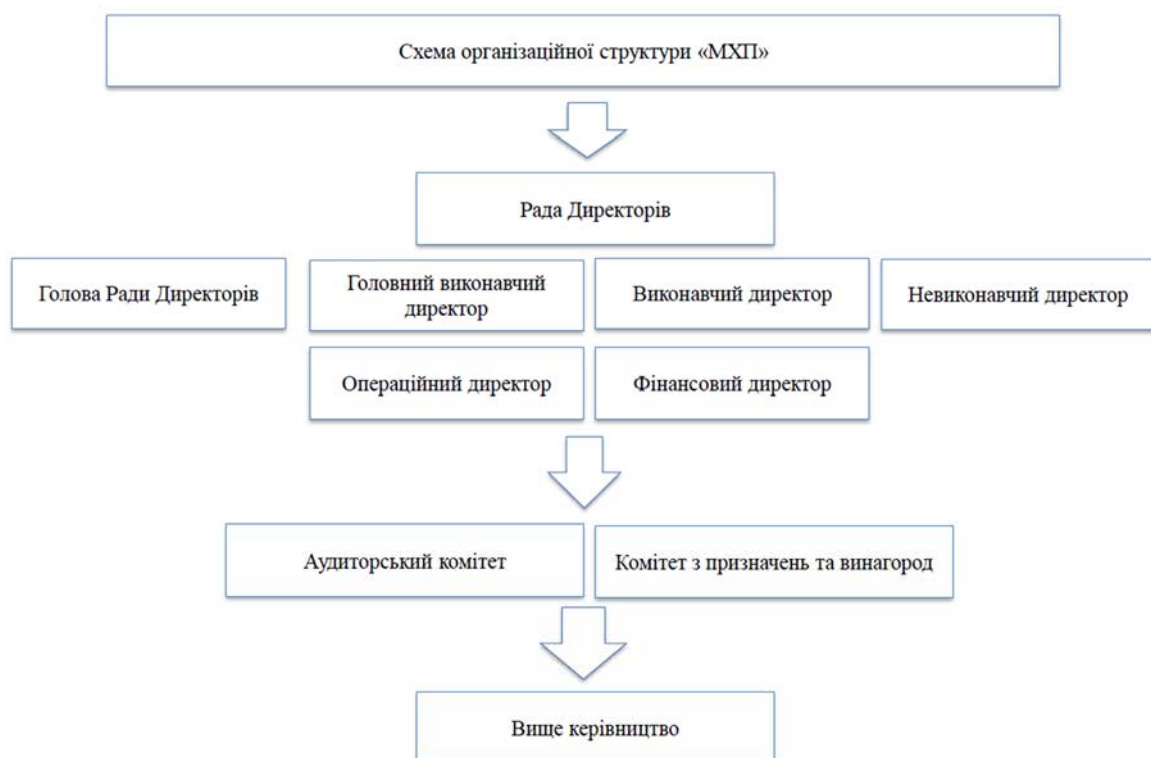 Схема організаційної структури «МХП»
Рада Директорів
Голова Ради Директорів
Головний виконавчий
директор
Виконавчий директор
Невиконавчий директор
Операційний директор
Фінансовий директор
Аудиторський комітет
Комітет з призначень та винагород
Вище керівництво